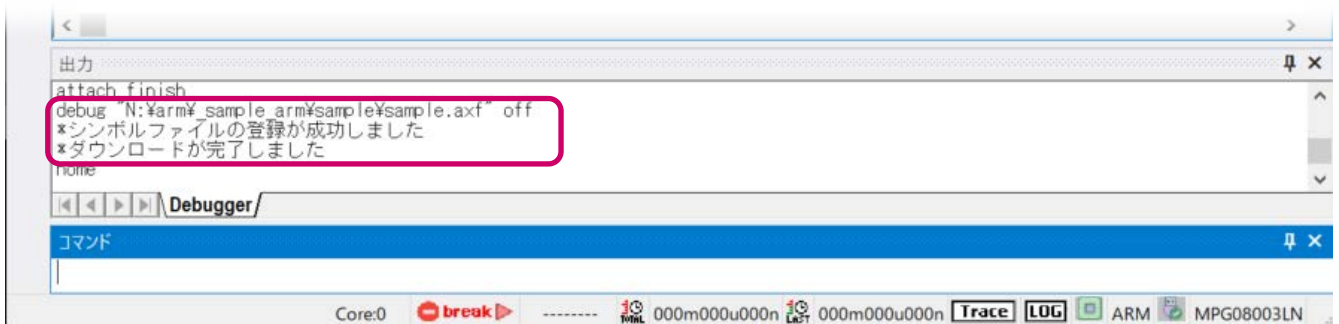 出力
attach finish
debug "N:¥arm¥_sample_arm¥sample¥sample.axf" off
*シンボルファイルの登録が成功しました
*ダウンロードが完了しました
home
Debugger
コマンド
Core:0 break -------- TOTAL 000m000u000n LAST 000m000u000n Trace LOG ARM MPG08003LN